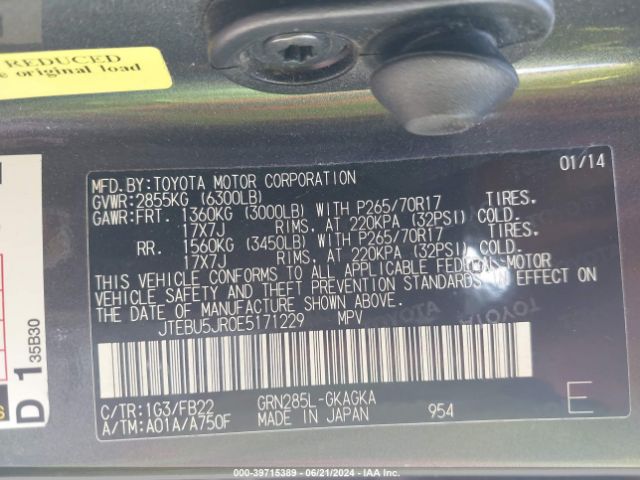 REDUCED
original load
01/14
MFD.BY:TOYOTA MOTOR CORPORATION
GVWR:2855KG (6300LB)
GAWR:FRT. 1360KG (3000LB) WITH P265/70R17 TIRES.
17X7J RIMS, AT 220KPA (32PSI) COLD.
RR. 1560KG (3450LB) WITH P265/70R17 TIRES.
17X7J RIMS, AT 220KPA (32PSI) COLD.
THIS VEHICLE CONFORMS TO ALL APPLICABLE FEDERAL MOTOR
VEHICLE SAFETY AND THEFT PREVENTION STANDARDS IN EFFECT ON
THE DATE OF MANUFACTURE SHOWN ABOVE.
JTEBU5JR0E5171229 MPV
C/TR:1G3/FB22 GRN285L-GKAGKA
A/TM:A01A/A750F MADE IN JAPAN 954 E
D 1 35B30
000-39715389 - 06/21/2024 - IAA Inc.